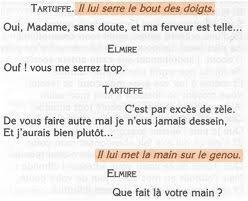 TARTUFFE. Il lui serre le bout des doigts.
Oui, Madame, sans doute, et ma ferveur est telle...
ELMIRE
Ouf ! vous me serrez trop.
TARTUFFE
C'est par excès de zèle.
De vous faire autre mal je n'eus jamais dessein,
Et j'aurais bien plutôt...
Il lui met la main sur le genou.
ELMIRE
Que fait là votre main ?